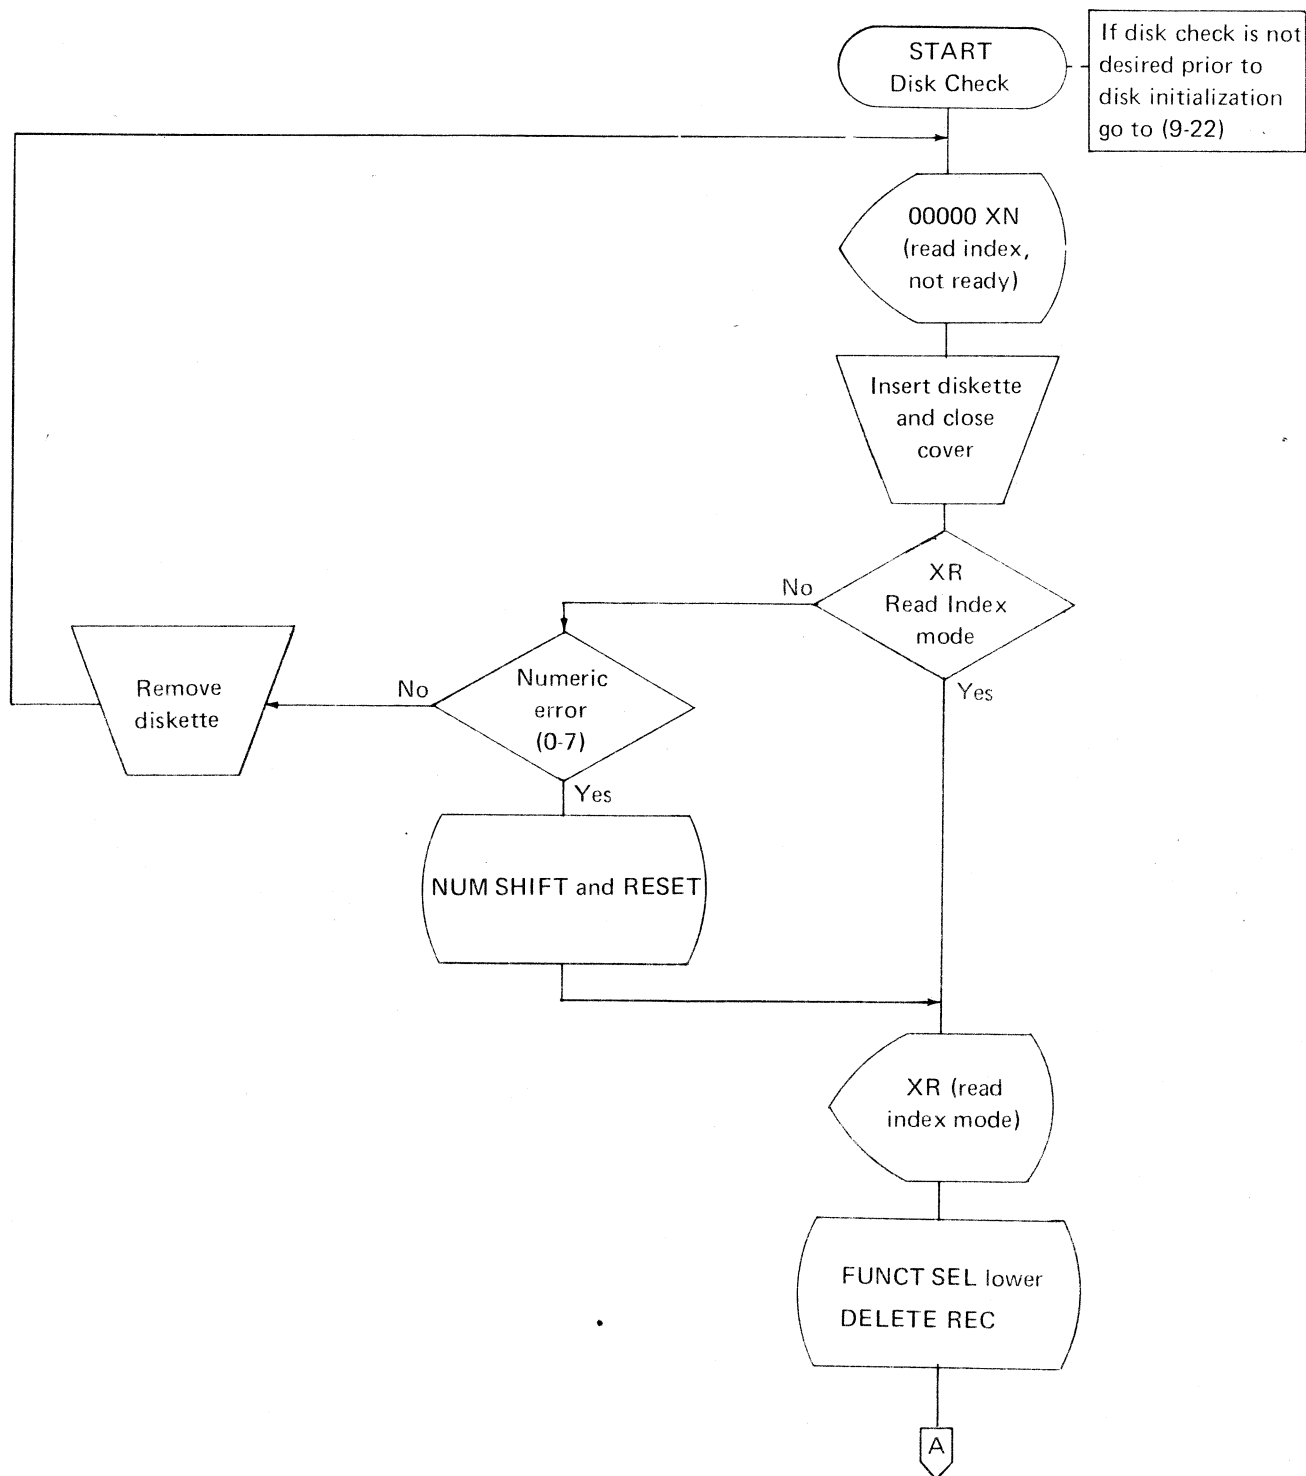 START
Disk Check
If disk check is not
desired prior to
disk initialization
go to (9-22)
00000 XN
(read index,
not ready)
Insert diskette
and close
cover
XR
Read Index
mode
No
Yes
Numeric
error
(0-7)
No
Yes
Remove
diskette
NUM SHIFT and RESET
XR (read
index mode)
FUNCT SEL lower
DELETE REC
A